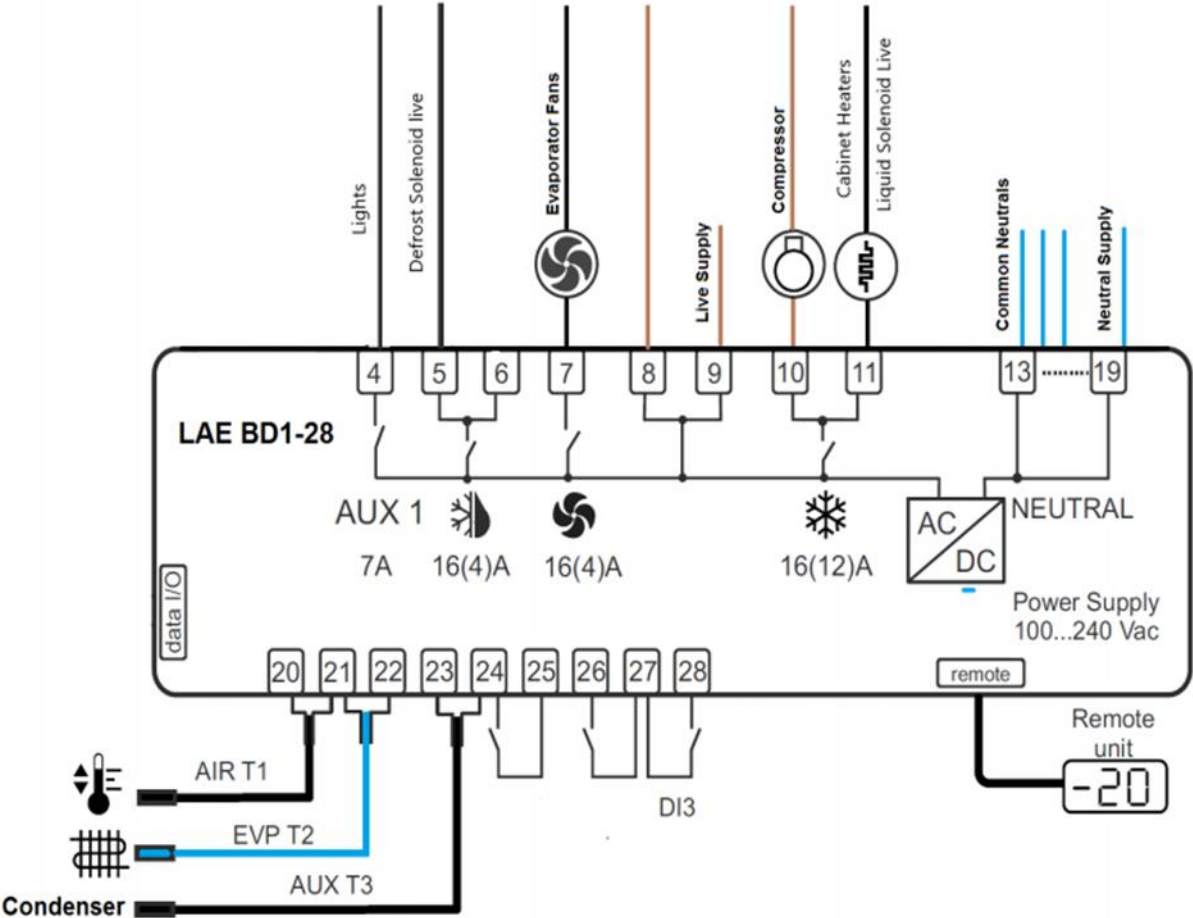 Lights
Defrost Solenoid live
Evaporator Fans
Live Supply
Compressor
Cabinet Heaters
Liquid Solenoid Live
Common Neutrals
Neutral Supply
4
5
6
7
8
9
10
11
13
19
LAE BD1-28
AUX 1
7A
16(4)A
16(4)A
16(12)A
AC
DC
NEUTRAL
Power Supply
100...240 Vac
data I/O
20
21
22
23
24
25
26
27
28
remote
Remote
unit
-20
AIR T1
EVP T2
AUX T3
DI3
Condenser